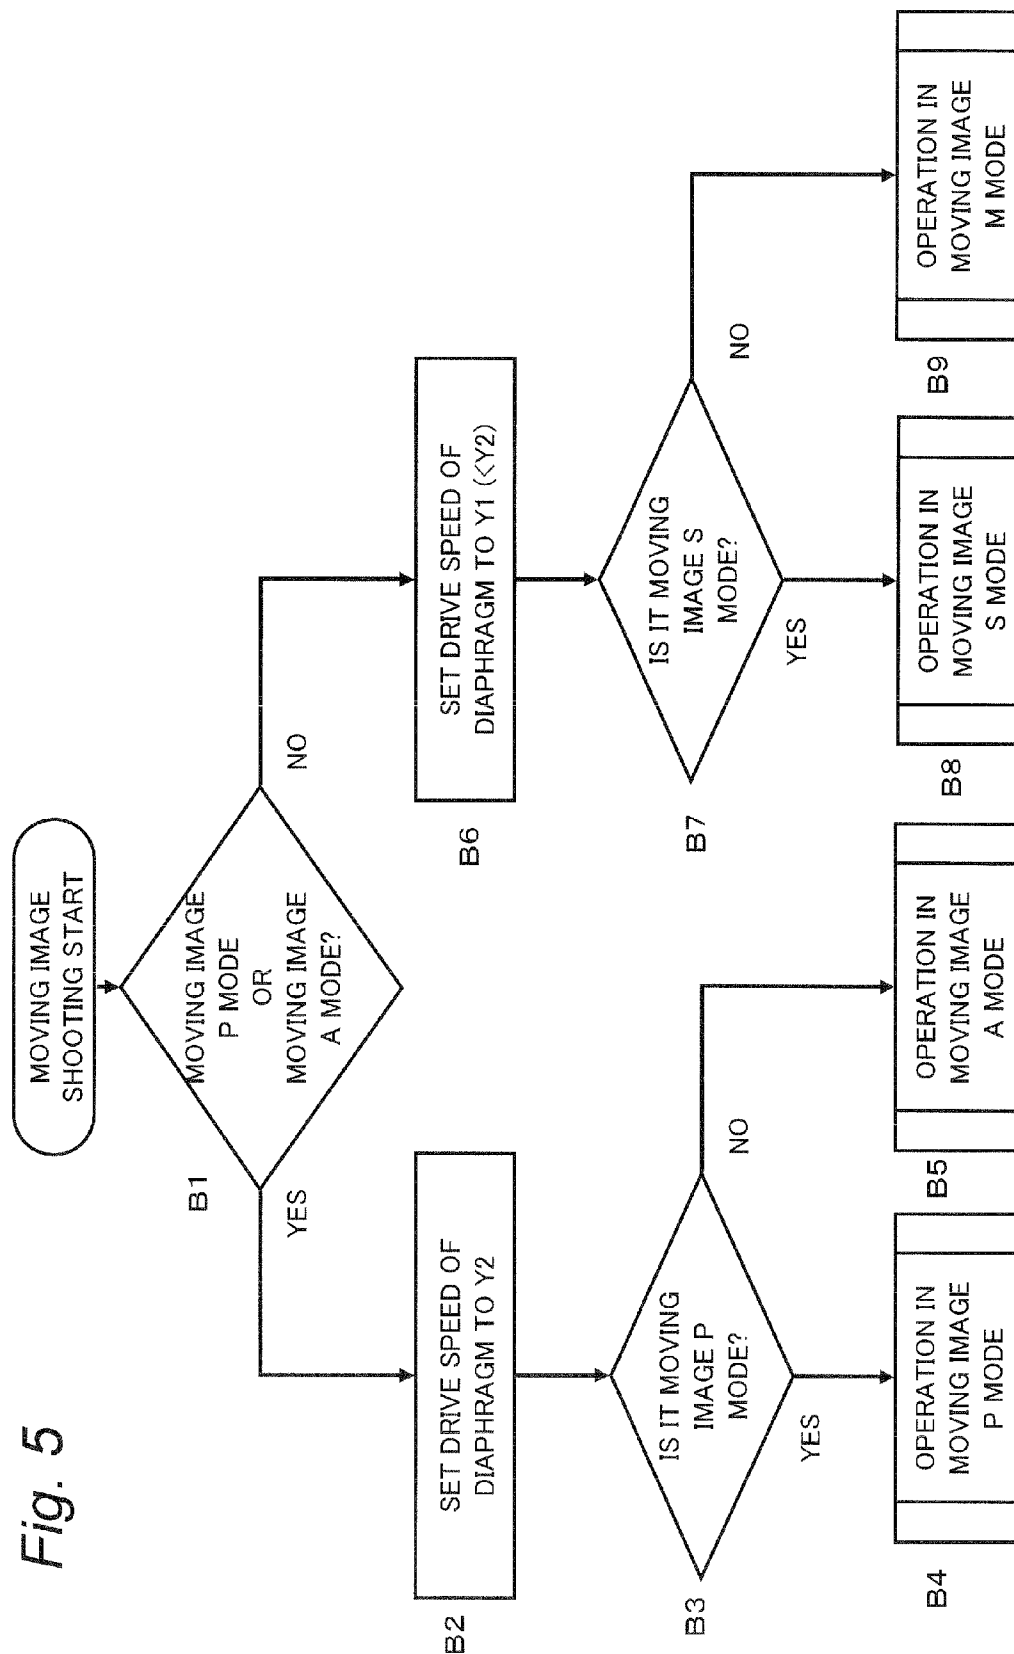 Fig. 5
MOVING IMAGE
SHOOTING START
B1
MOVING IMAGE
P MODE
OR
MOVING IMAGE
A MODE?
YES
NO
B2
SET DRIVE SPEED OF
DIAPHRAGM TO Y2
B6
SET DRIVE SPEED OF
DIAPHRAGM TO Y1 (<Y2)
B3
IS IT MOVING
IMAGE P
MODE?
YES
NO
B7
IS IT MOVING
IMAGE S
MODE?
YES
NO
B4
OPERATION IN
MOVING IMAGE
P MODE
B5
OPERATION IN
MOVING IMAGE
A MODE
B8
OPERATION IN
MOVING IMAGE
S MODE
B9
OPERATION IN
MOVING IMAGE
M MODE